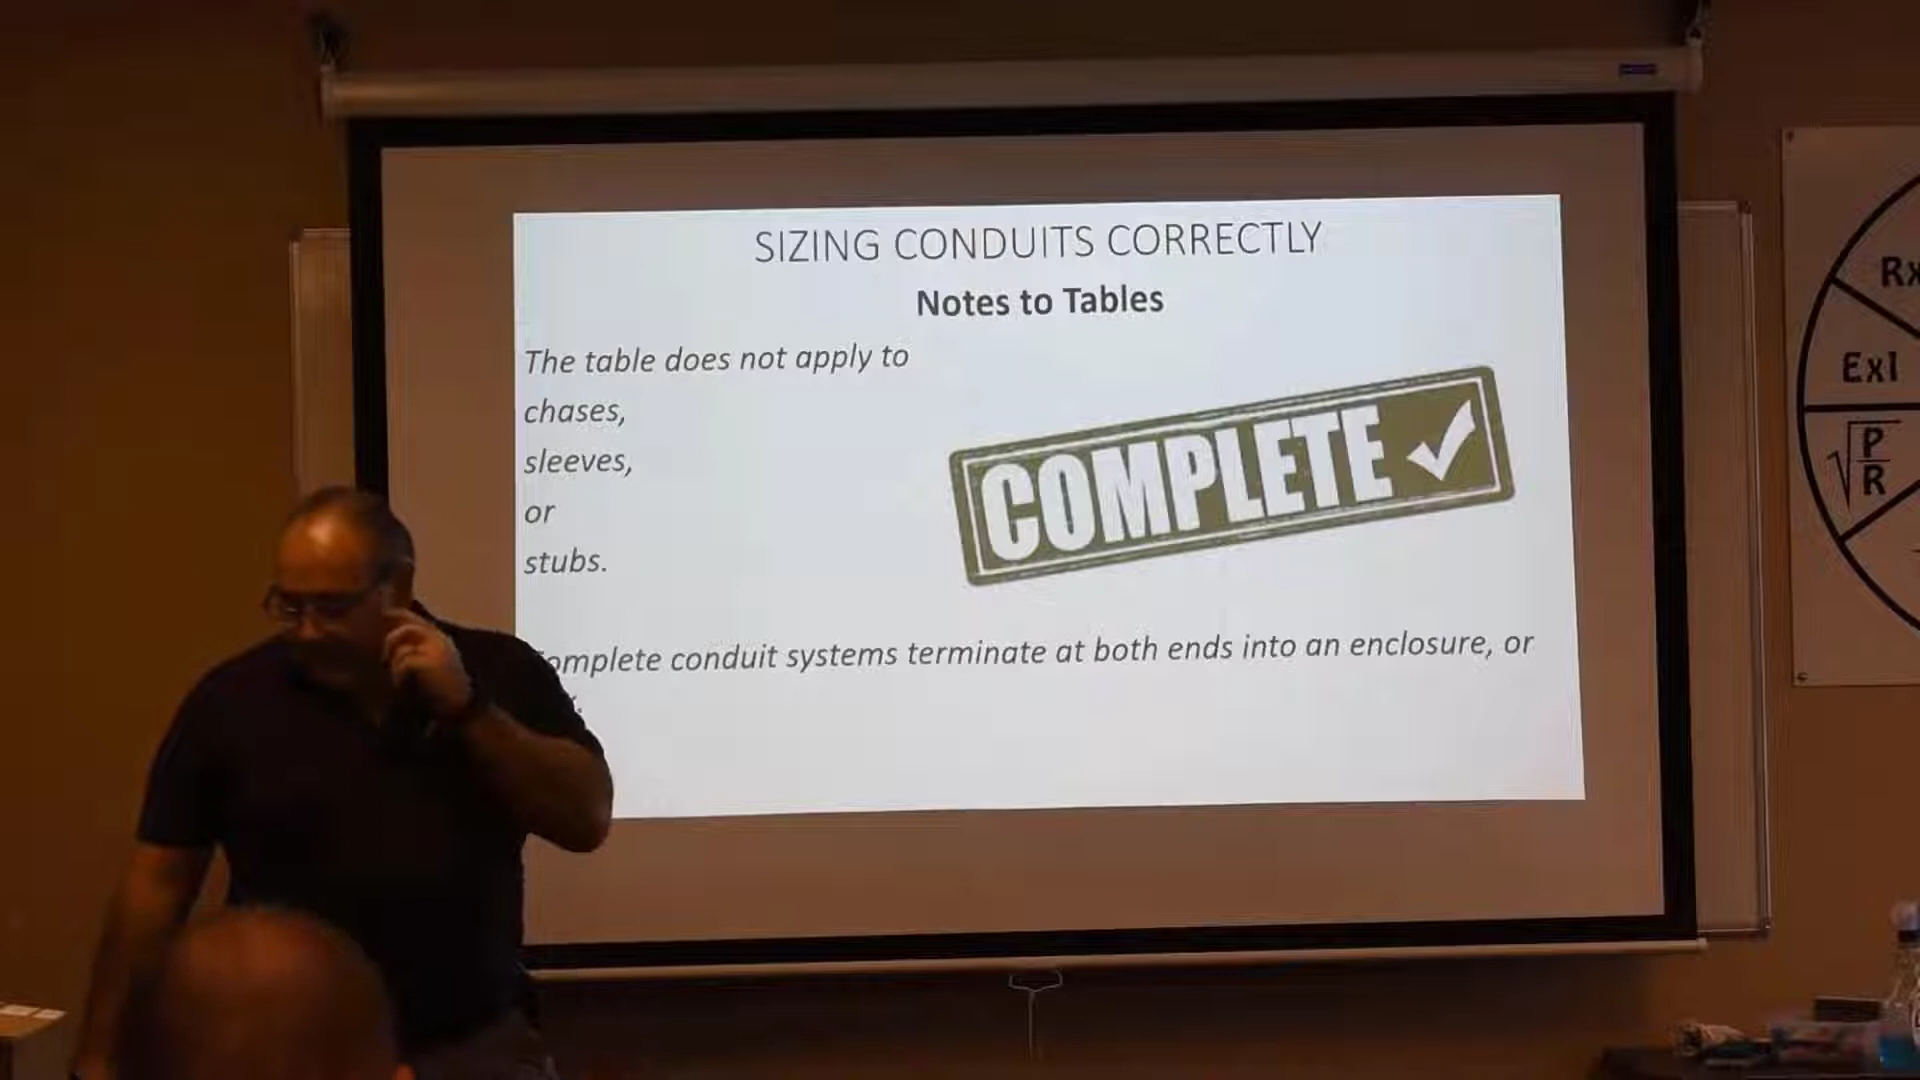 SIZING CONDUITS CORRECTLY
Notes to Tables
The table does not apply to
chases,
sleeves,
or
stubs.
COMPLETE
omplete conduit systems terminate at both ends into an enclosure, or
Rx
ExI
√P
R